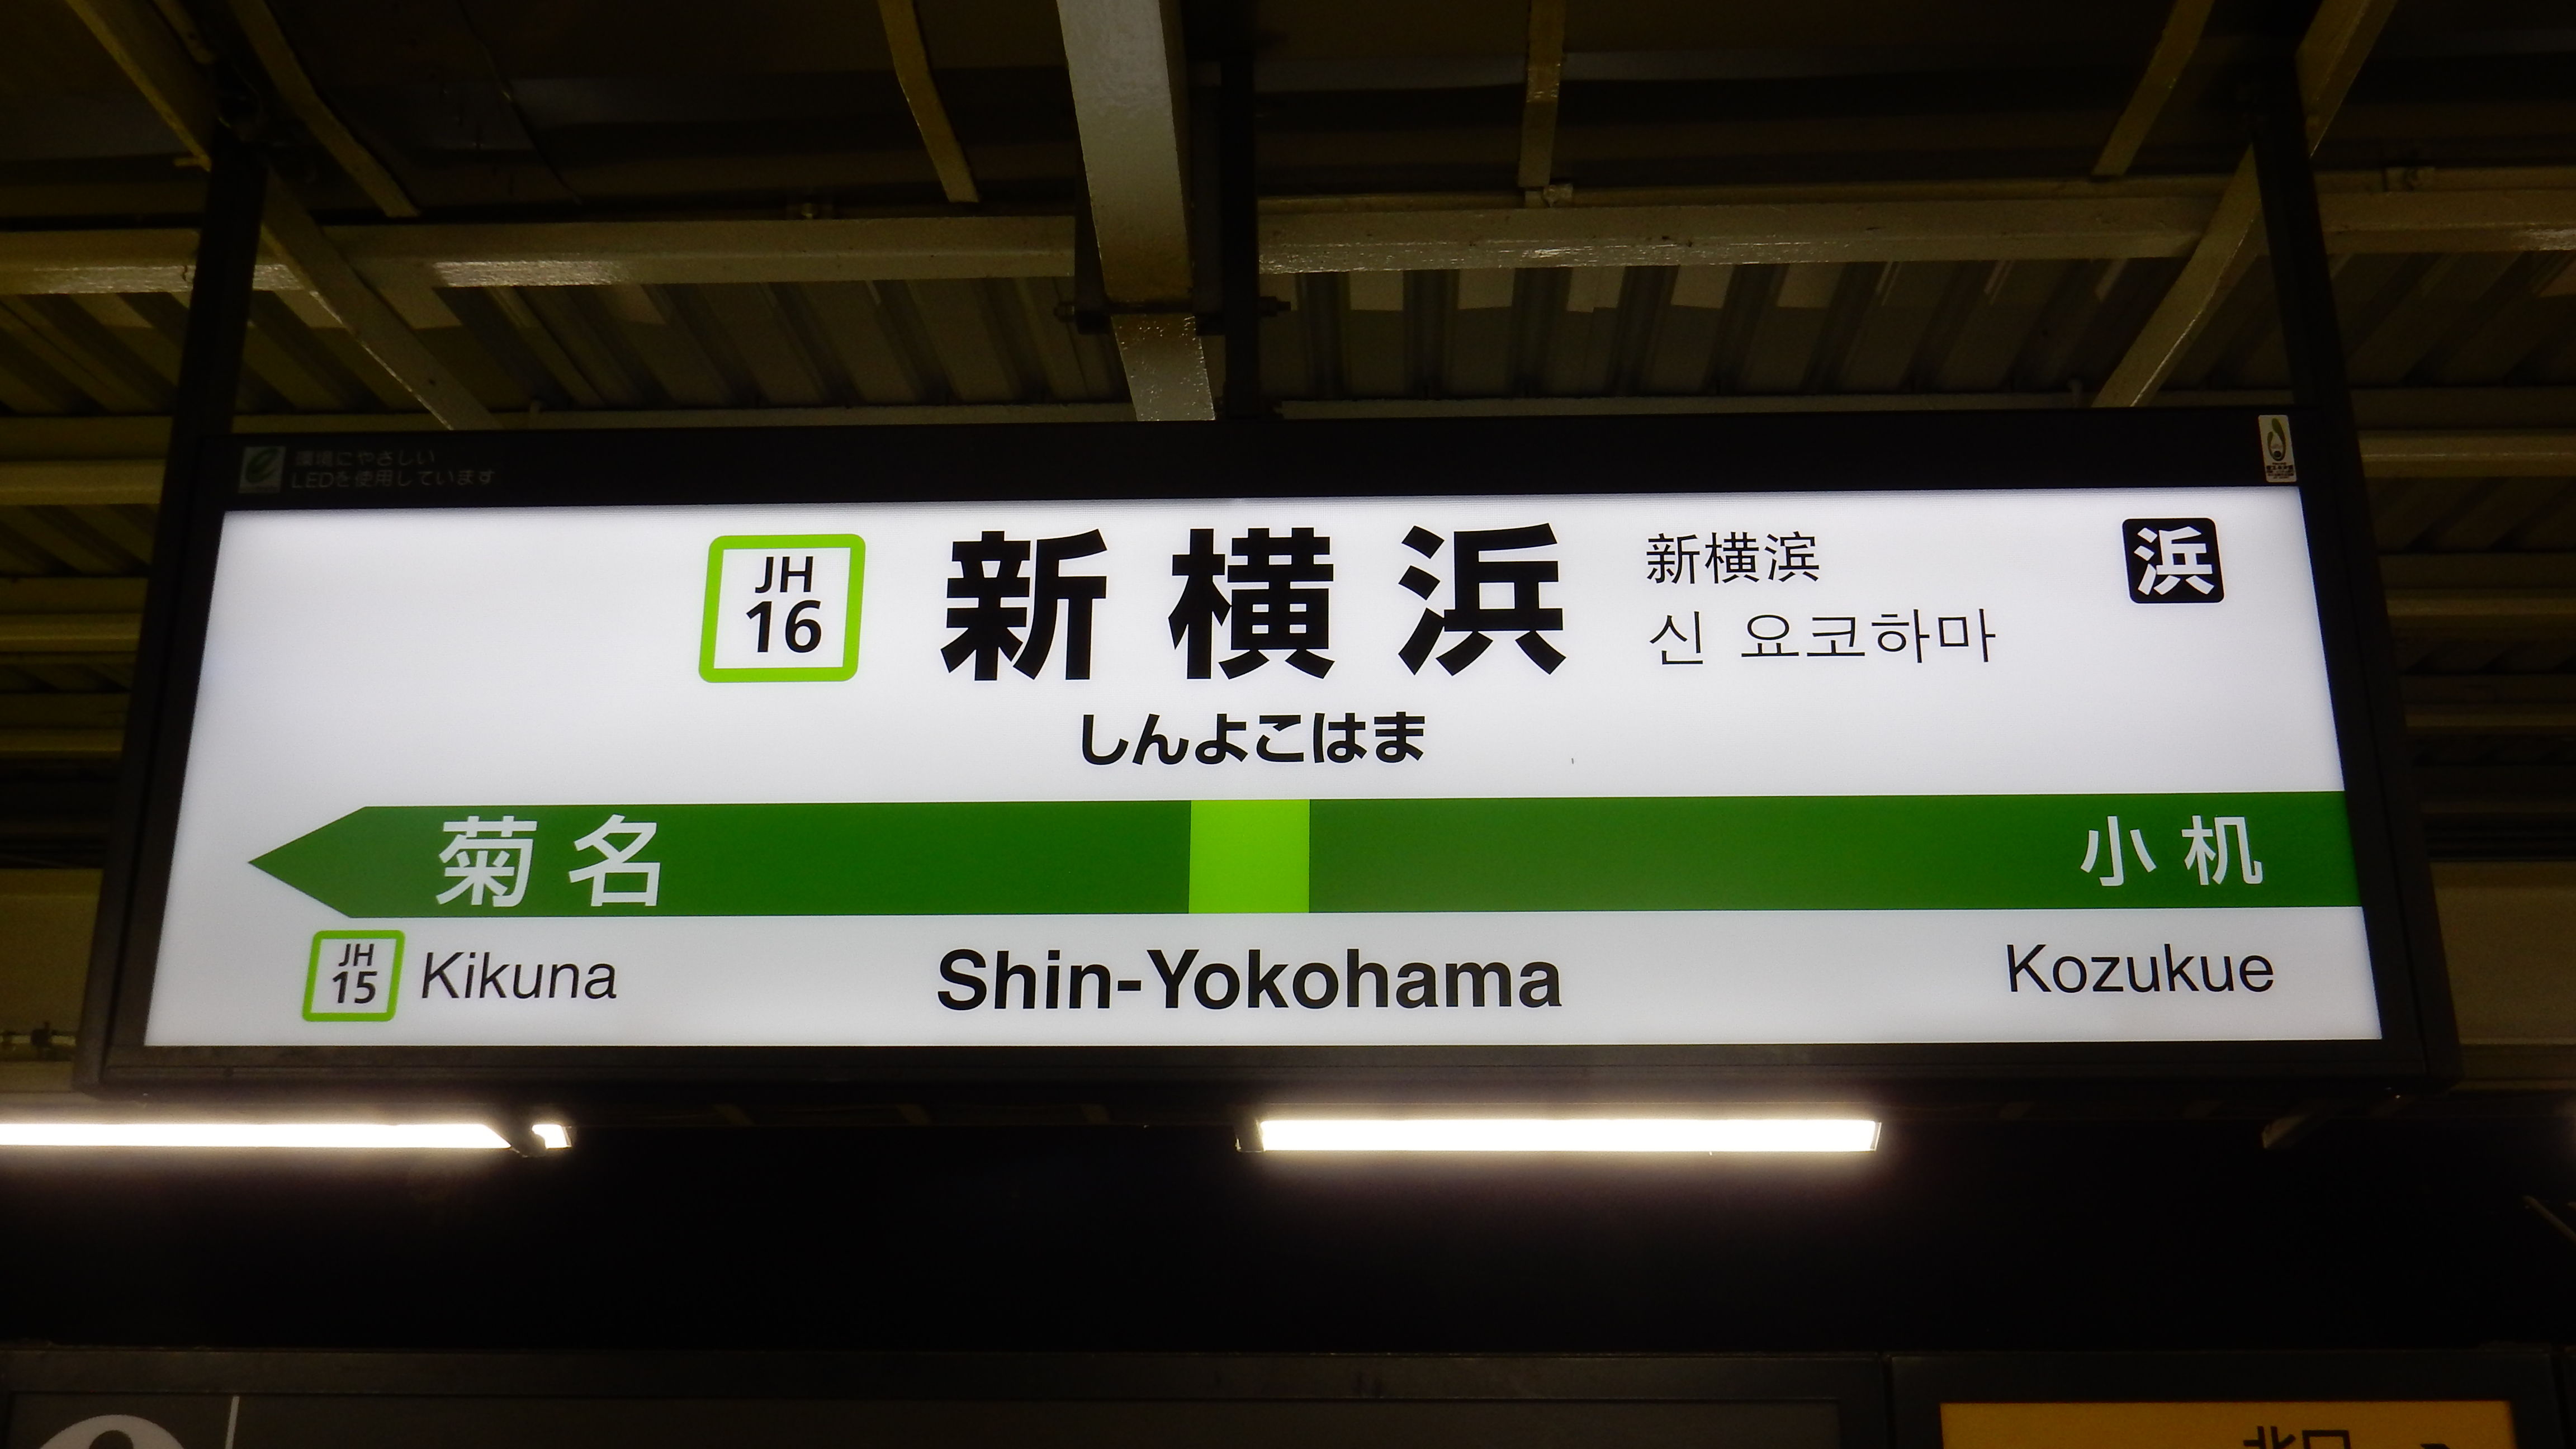 環境にやさしい
LEDを使用しています
JH
16
新横浜
新横滨
신 요코하마
浜
しんよこはま
菊名
小机
JH
15
Kikuna
Shin-Yokohama
Kozukue
北口